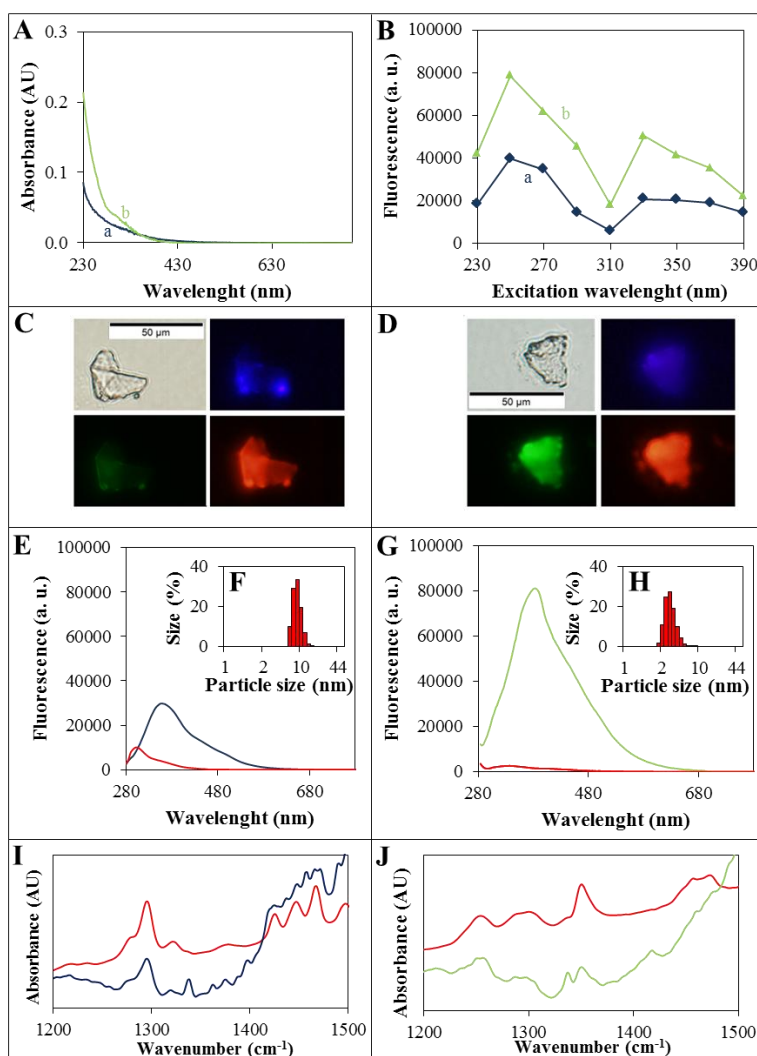 A
Absorbance (AU)
0.3
0.2
0.1
0.0
b
a
230 430 630
Wavelenght (nm)
B
Fluorescence (a. u.)
100000
80000
60000
40000
20000
0
b
a
230 270 310 350 390
Excitation wavelenght (nm)
C
50 µm
D
50 µm
E
Fluorescence (a. u.)
100000
80000
60000
40000
20000
0
280 480 680
Wavelenght (nm)
F
Size (%)
40
20
0
1 2 10 44
Particle size (nm)
G
Fluorescence (a. u.)
100000
80000
60000
40000
20000
0
280 480 680
Wavelenght (nm)
H
Size (%)
40
20
0
1 2 10 44
Particle size (nm)
I
Absorbance (AU)
1200 1300 1400 1500
Wavenumber (cm⁻¹)
J
Absorbance (AU)
1200 1300 1400 1500
Wavenumber (cm⁻¹)